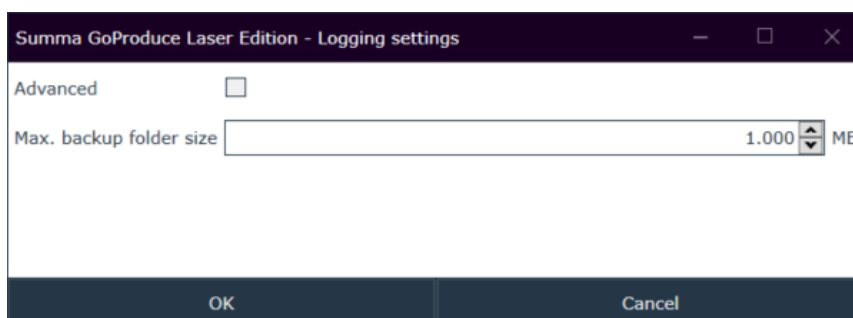 Summa GoProduce Laser Edition - Logging settings
Advanced
Max. backup folder size 1.000 MB
OK Cancel